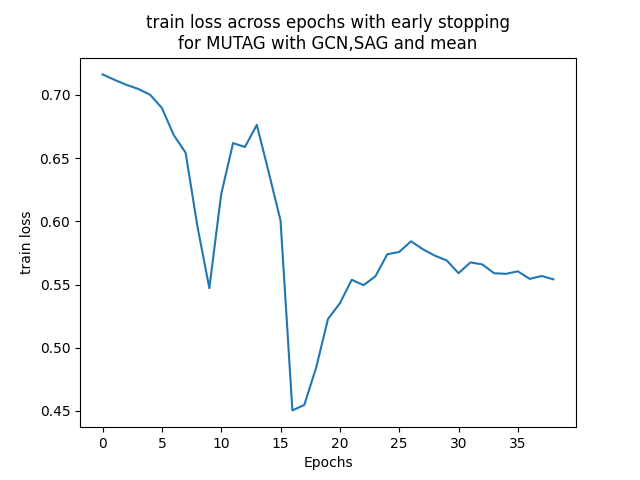 train loss across epochs with early stopping
for MUTAG with GCN,SAG and mean
0.70
0.65
0.60
0.55
0.50
0.45
train loss
0 5 10 15 20 25 30 35
Epochs